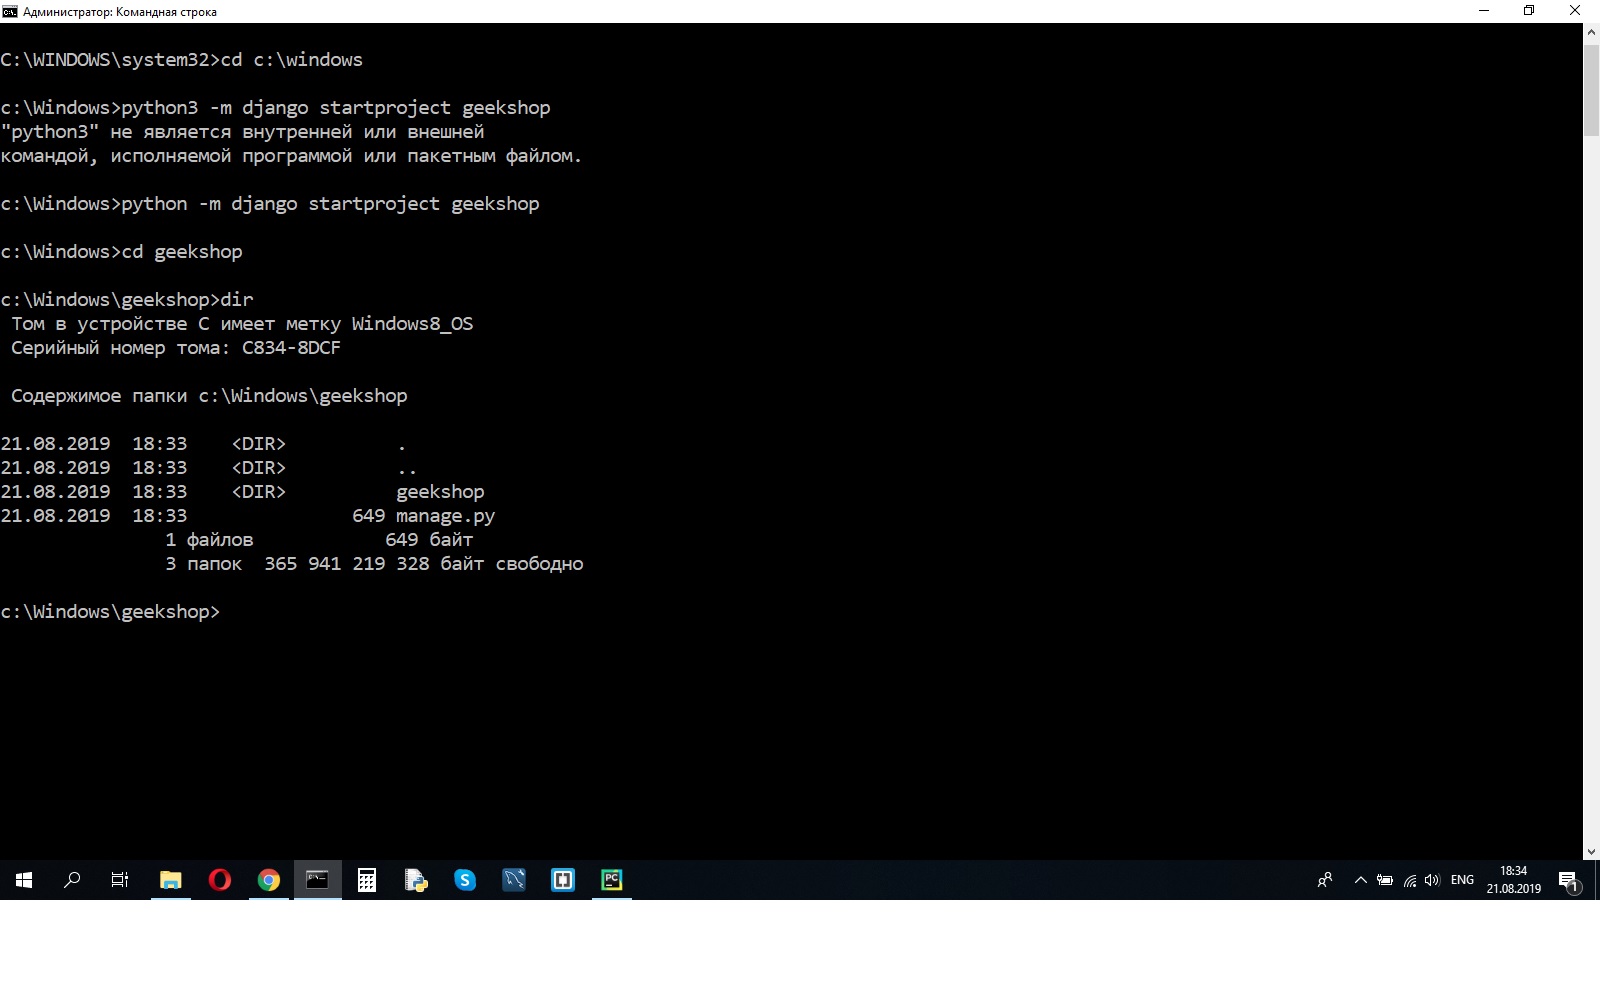 Администратор: Командная строка
C:\WINDOWS\system32>cd c:\windows
c:\Windows>python3 -m django startproject geekshop
"python3" не является внутренней или внешней
командой, исполняемой программой или пакетным файлом.
c:\Windows>python -m django startproject geekshop
c:\Windows>cd geekshop
c:\Windows\geekshop>dir
Том в устройстве C имеет метку Windows8_OS
Серийный номер тома: C834-8DCF
Содержимое папки c:\Windows\geekshop
21.08.2019  18:33    <DIR>          .
21.08.2019  18:33    <DIR>          ..
21.08.2019  18:33    <DIR>          geekshop
21.08.2019  18:33               649 manage.py
1 файлов            649 байт
3 папок  365 941 219 328 байт свободно
c:\Windows\geekshop>
ENG
18:34
21.08.2019
1